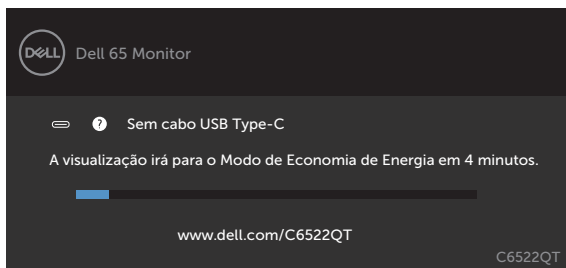 DELL
Dell 65 Monitor
? Sem cabo USB Type-C
A visualização irá para o Modo de Economia de Energia em 4 minutos.
www.dell.com/C6522QT
C6522QT